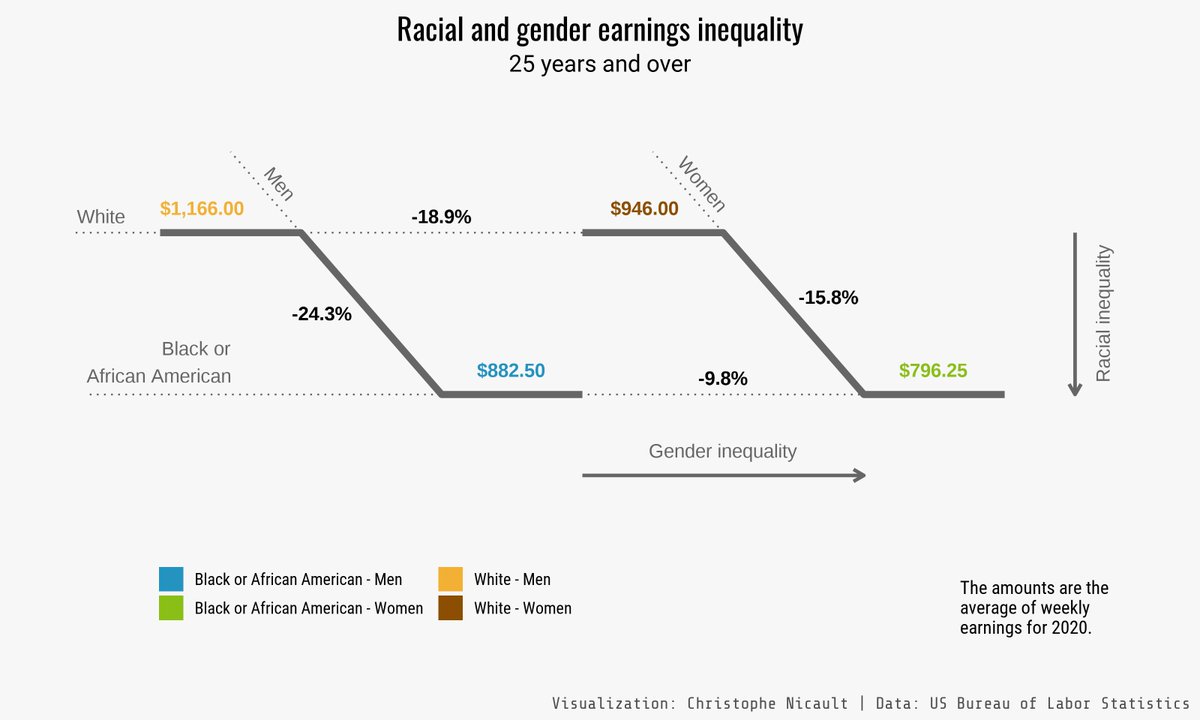 Racial and gender earnings inequality
25 years and over
Men
Women
White
$1,166.00
-18.9%
$946.00
-24.3%
-15.8%
Racial inequality
Black or
African American
$882.50
-9.8%
$796.25
Gender inequality
Black or African American - Men
White - Men
Black or African American - Women
White - Women
The amounts are the
average of weekly
earnings for 2020.
Visualization: Christophe Nicault | Data: US Bureau of Labor Statistics